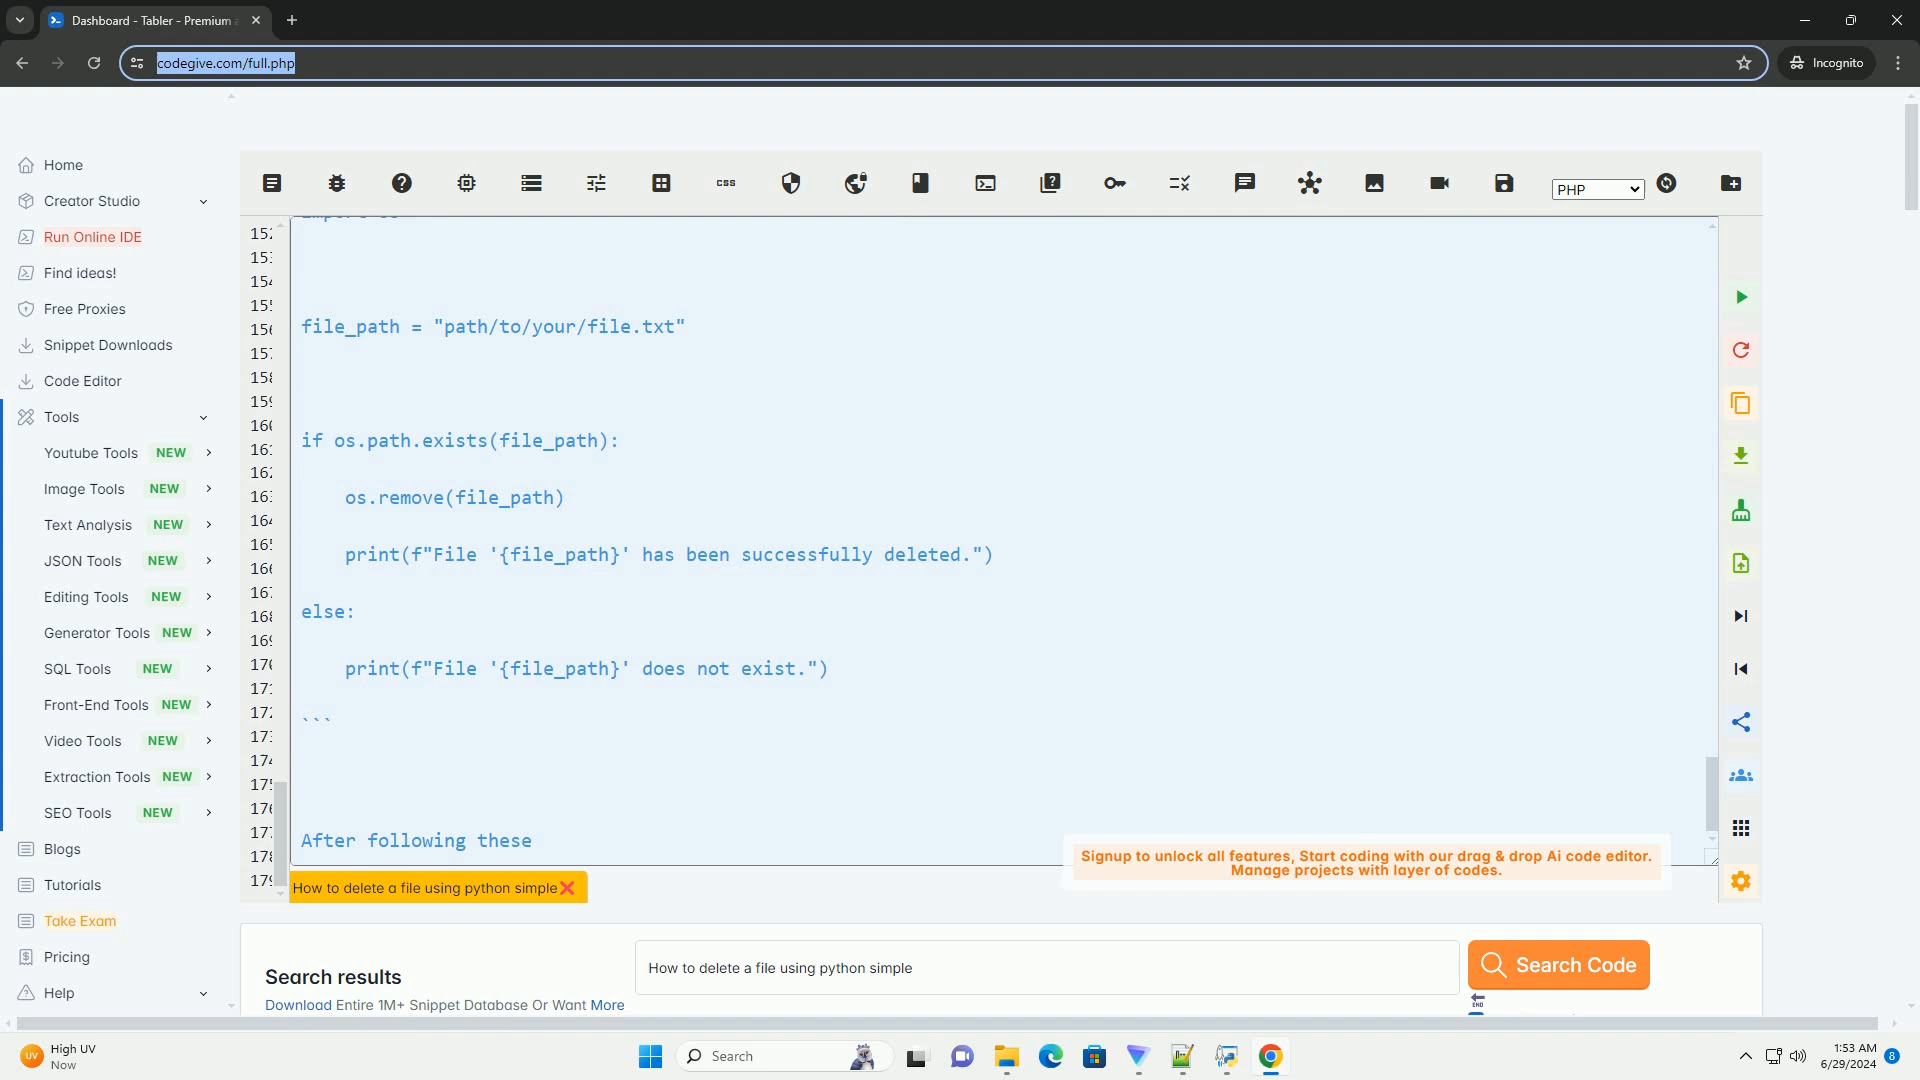 Dashboard - Tabler - Premium
codegive.com/full.php
Incognito
Home
Creator Studio
Run Online IDE
Find ideas!
Free Proxies
Snippet Downloads
Code Editor
Tools
Youtube Tools NEW
Image Tools NEW
Text Analysis NEW
JSON Tools NEW
Editing Tools NEW
Generator Tools NEW
SQL Tools NEW
Front-End Tools NEW
Video Tools NEW
Extraction Tools NEW
SEO Tools NEW
Blogs
Tutorials
Take Exam
Pricing
Help
css
PHP
file_path = "path/to/your/file.txt"
if os.path.exists(file_path):
os.remove(file_path)
print(f"File '{file_path}' has been successfully deleted.")
else:
print(f"File '{file_path}' does not exist.")
```
After following these
Signup to unlock all features, Start coding with our drag & drop Ai code editor.
Manage projects with layer of codes.
How to delete a file using python simple
Search results
Download Entire 1M+ Snippet Database Or Want More
How to delete a file using python simple
Search Code
END
UV
High UV
Now
Search
1:53 AM
6/29/2024
8